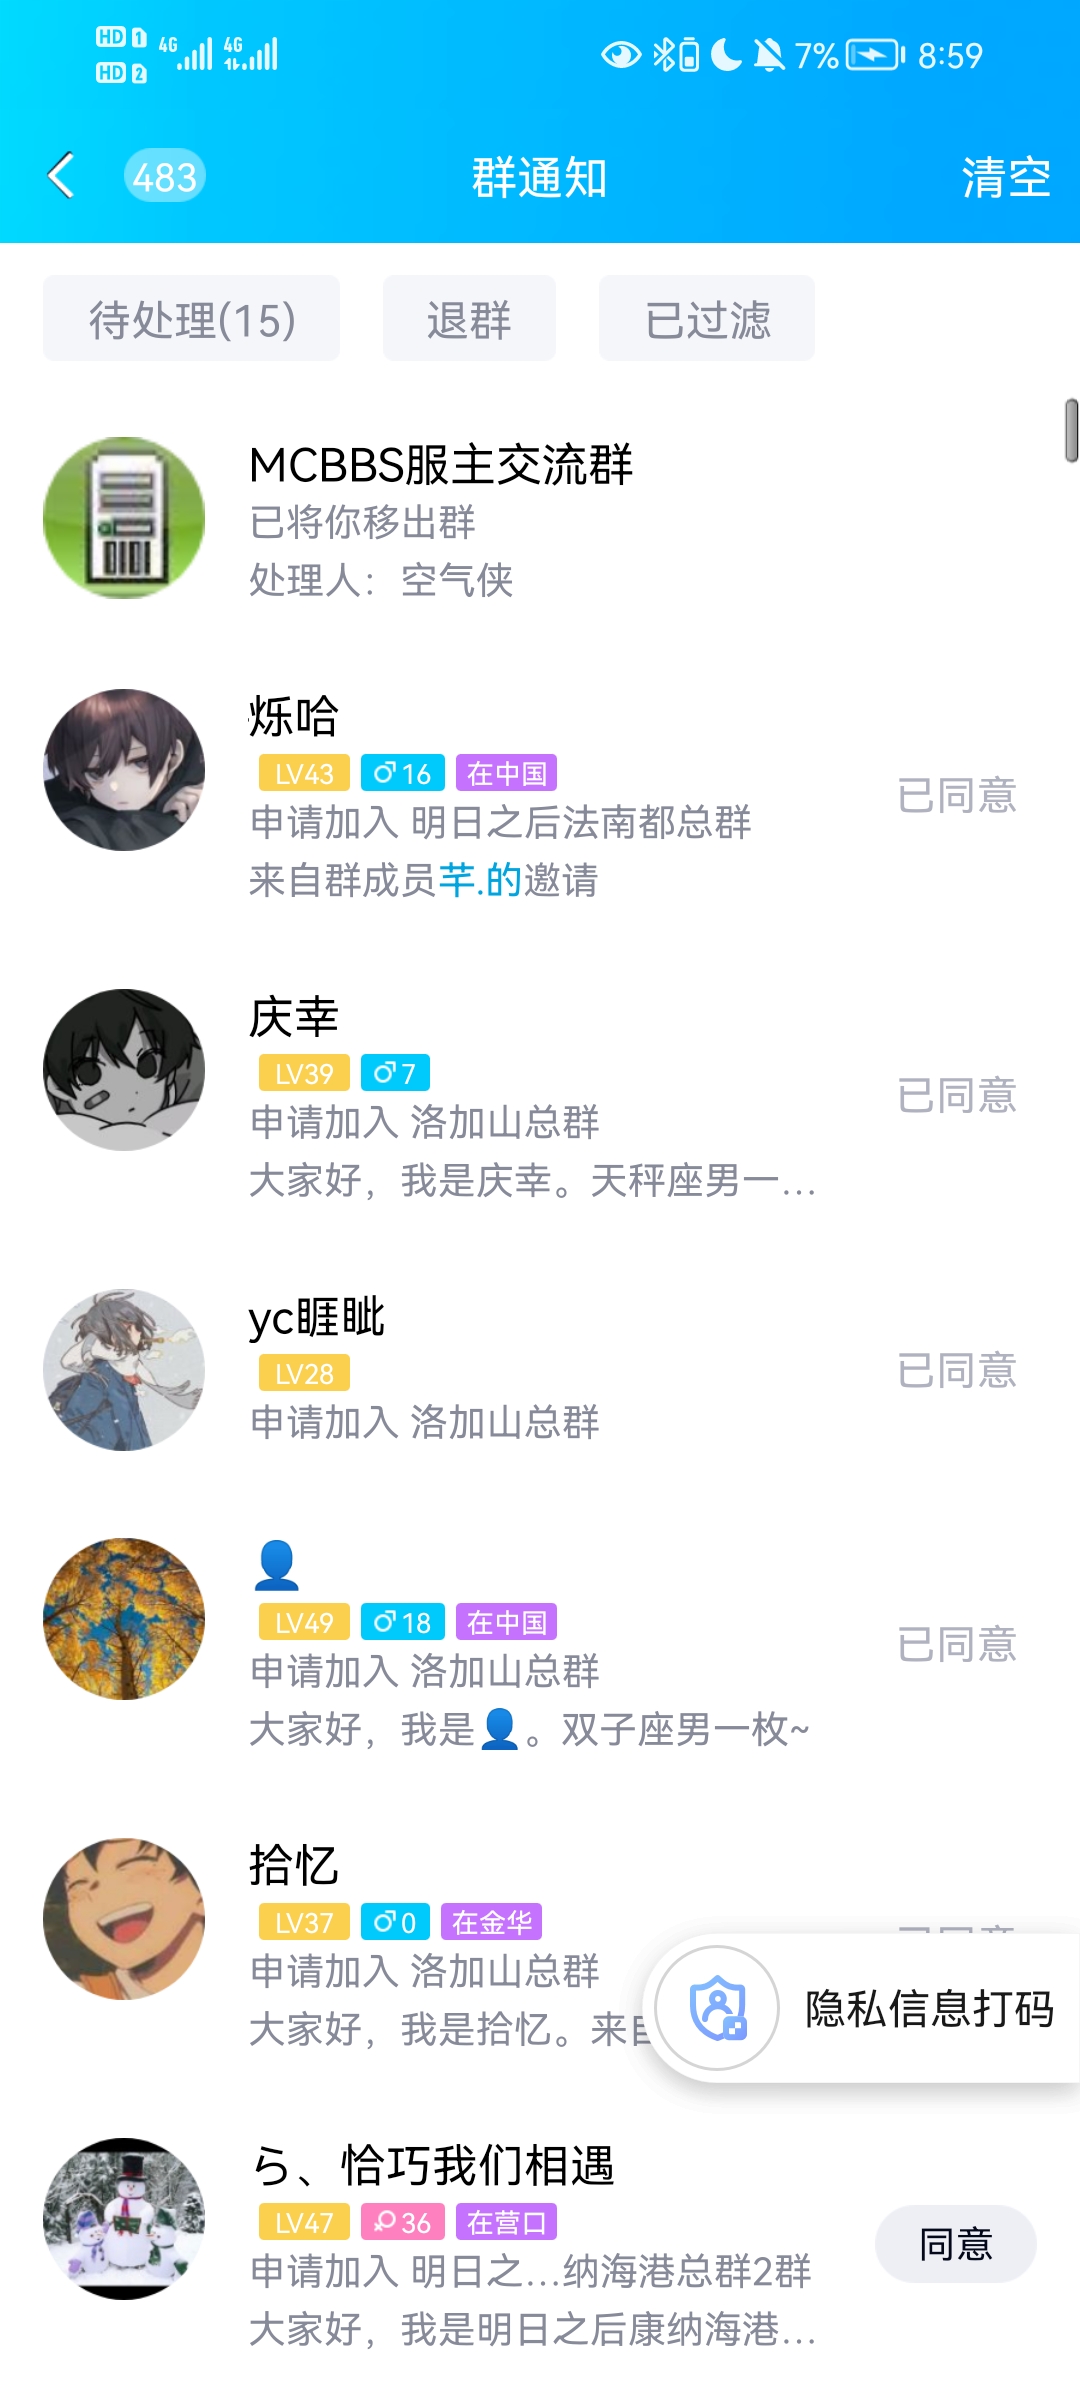 HD 1 4G 4G 7% 8:59
HD 2
483 群通知 清空
待处理(15) 退群 已过滤
MCBBS服主交流群
已将你移出群
处理人：空气侠
烁哈
LV43 ♂16 在中国
已同意
申请加入 明日之后法南都总群
来自群成员芊.的邀请
庆幸
LV39 ♂7
已同意
申请加入 洛加山总群
大家好，我是庆幸。天秤座男一...
yc睚眦
LV28
已同意
申请加入 洛加山总群
👤
LV49 ♂18 在中国
已同意
申请加入 洛加山总群
大家好，我是👤。双子座男一枚~
拾忆
LV37 ♂0 在金华
申请加入 洛加山总群
大家好，我是拾忆。来自
隐私信息打码
ら、恰巧我们相遇
LV47 ♀36 在营口
同意
申请加入 明日之...纳海港总群2群
大家好，我是明日之后康纳海港...